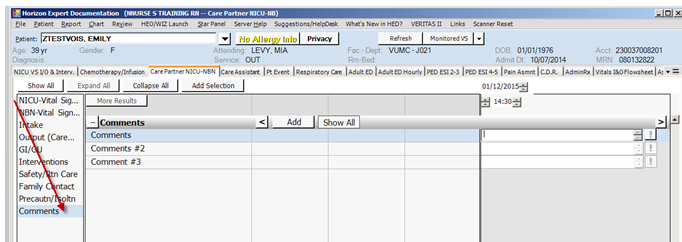 Horizon Expert Documentation (NNURSE S TRAINING RN -- Care Partner NICU-NB)
File Patient Report Chart Review HEO/WIZ Launch Star Panel Server Help Suggestions/HelpDesk What's New in HED? VERITAS II Links Scanner Reset
Patient: ZTESTVOIS, EMILY No Allergy Info Privacy Refresh Monitored VS
Age: 39 yr Gender: F Attending: LEVY, MIA Fac - Dept: VUMC - J021 DOB: 01/01/1976 Acct: 230037008201
Diagnosis: Service: OUT Rm-Bed: Admit Dt: 10/07/2014 MRN: 080132822
NICU VS I/O & Interv. Chemotherapy/Infusion Care Partner NICU-NBN Care Assistant Pt Event Respiratory Care Adult ED Adult ED Hourly PED ESI 2-3 PED ESI 4-5 Pain Asmnt C.D.R. AdminRx Vitals I&O Flowsheet
Show All Expand All Collapse All Add Selection 01/12/2015
NICU-Vital Sig... More Results 14:30
NBN-Vital Sign...
Intake − Comments < Add Show All >
Output (Care... Comments
GI/GU Comments #2
Interventions Comment #3
Safety/Rtn Care
Family Contact
Precautn/Isoltn
Comments